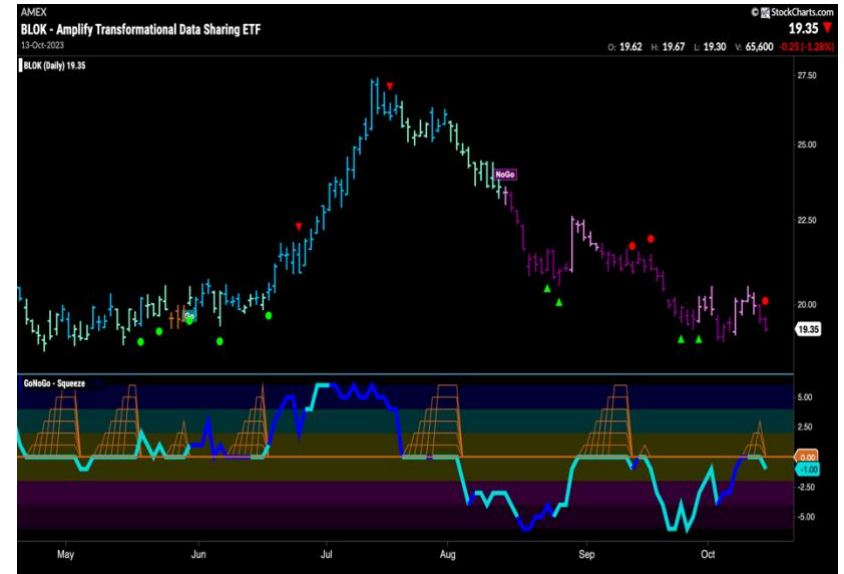 AMEX
© StockCharts.com
BLOK - Amplify Transformational Data Sharing ETF
19.35
13-Oct-2023
O: 19.62 H: 19.67 L: 19.30 V: 65,600 -0.25 (-1.28%)
BLOK (Daily) 19.35
27.50
25.00
NoGo
22.50
Go
20.00
19.35
GoNoGo - Squeeze
5.00
2.50
0.00
-1.00
-2.50
-5.00
May Jun Jul Aug Sep Oct